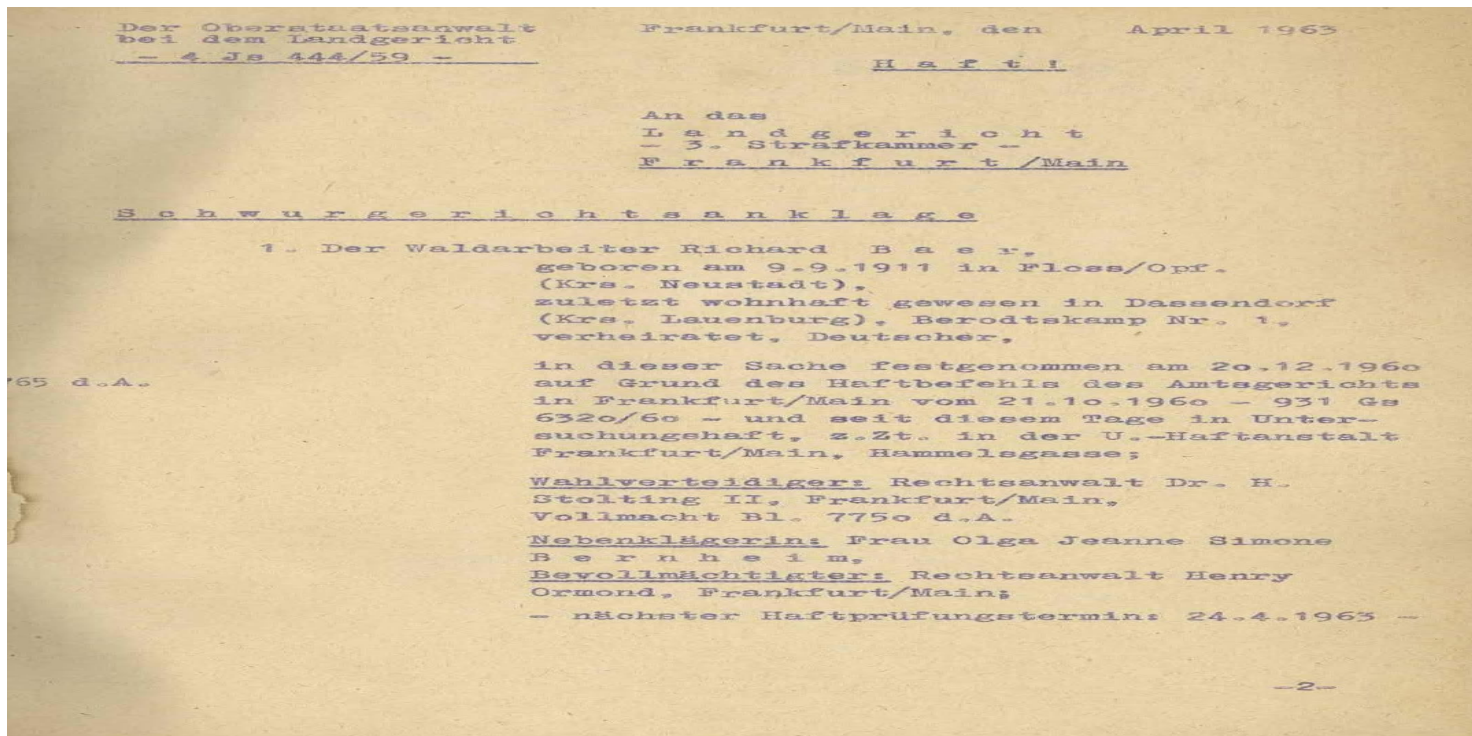 Der Oberstaatsanwalt
bei dem Landgericht
- 4 Js 444/59 -
Frankfurt/Main, den April 1963
H a f t !
An das
L a n d g e r i c h t
- 3. Strafkammer -
F r a n k f u r t /Main
S c h w u r g e r i c h t s a n k l a g e
1. Der Waldarbeiter Richard B a e r,
geboren am 9.9.1911 in Floss/Opf.
(Krs. Neustadt),
zuletzt wohnhaft gewesen in Dassendorf
(Krs. Lauenburg), Berodtskamp Nr. 1,
verheiratet, Deutscher,
in dieser Sache festgenommen am 2o.12.196o
65 d.A.
auf Grund des Haftbefehls des Amtsgerichts
in Frankfurt/Main vom 21.1o.196o - 931 Gs
632o/6o - und seit diesem Tage in Unter-
suchungshaft, z.Zt. in der U.-Haftanstalt
Frankfurt/Main, Hammelsgasse;
Wahlverteidiger: Rechtsanwalt Dr. H.
Stolting II, Frankfurt/Main,
Vollmacht Bl. 775o d.A.
Nebenklägerin: Frau Olga Jeanne Simone
B e r n h e i m,
Bevollmächtigter: Rechtsanwalt Henry
Ormond, Frankfurt/Main;
- nächster Haftprüfungstermin: 24.4.1963 -
-2-